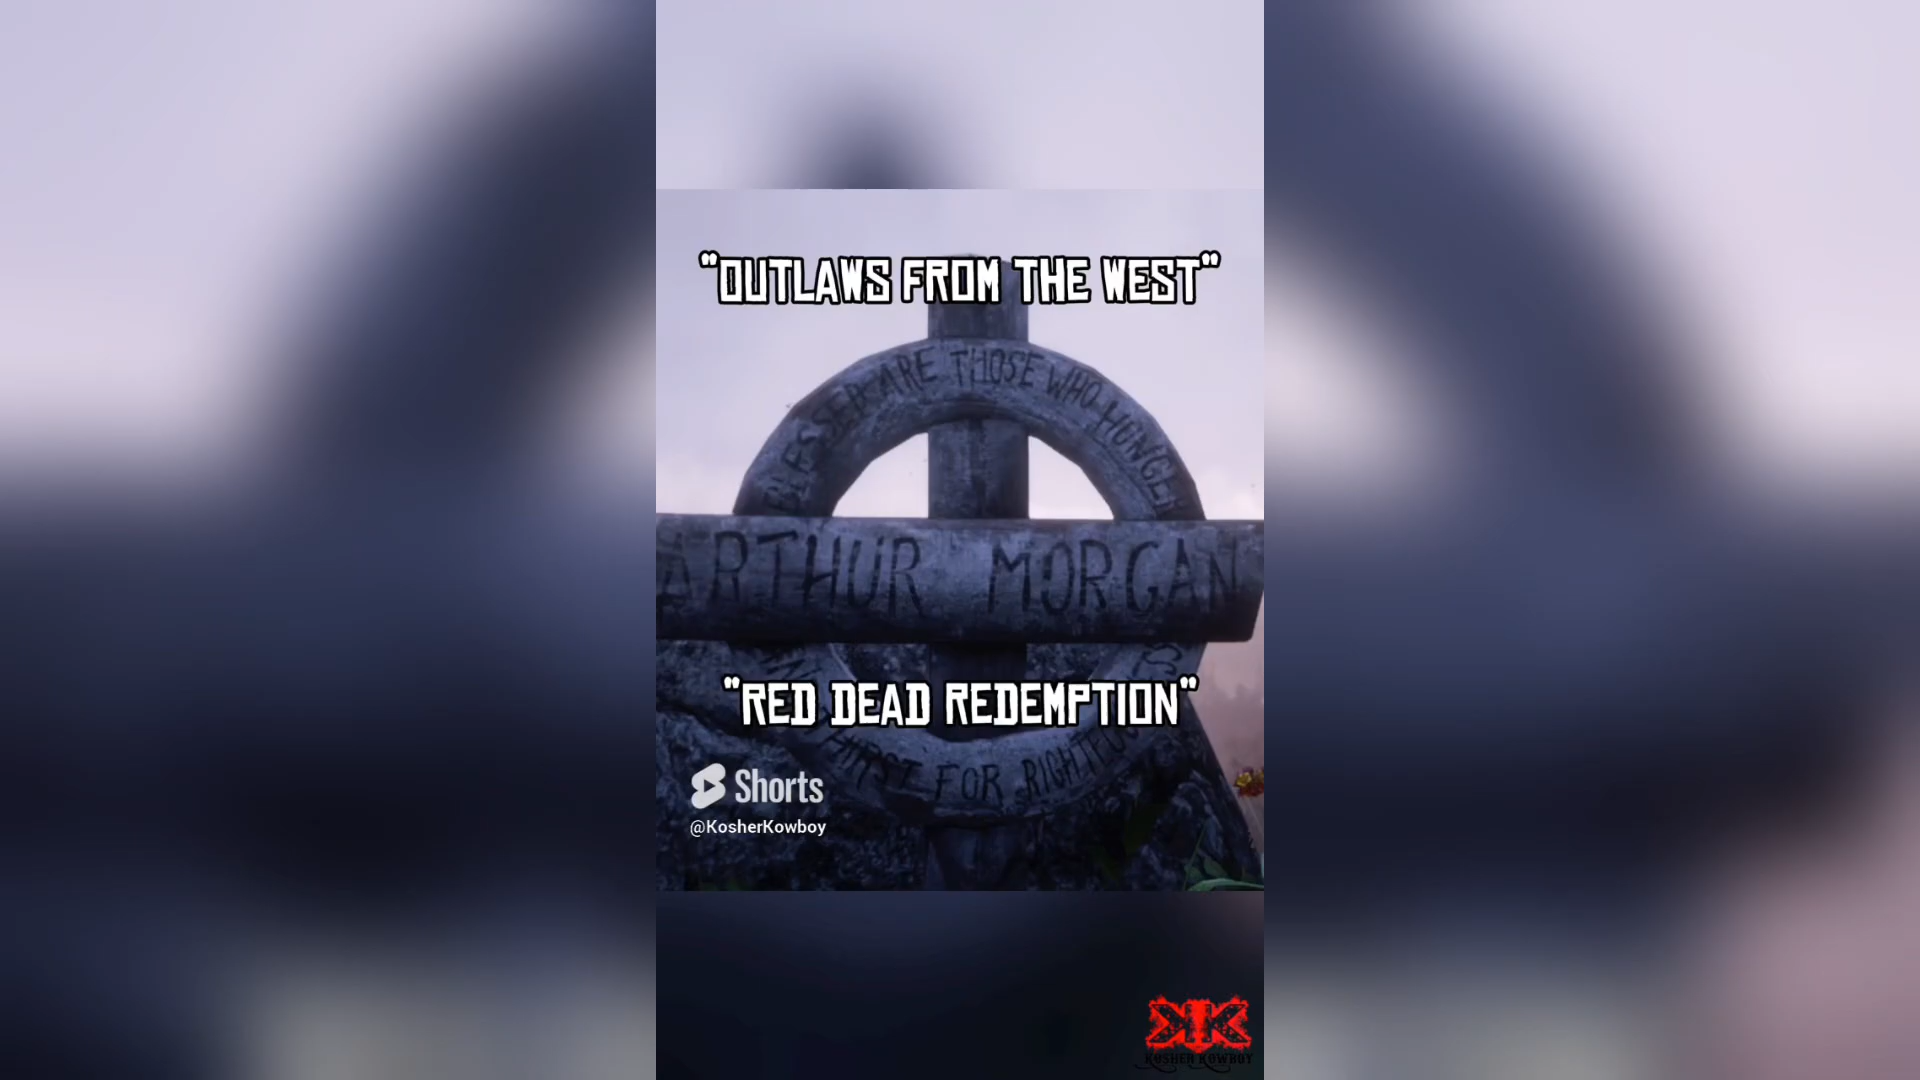 "OUTLAWS FROM THE WEST"
BLESSED ARE THOSE WHO HUNGER
ARTHUR MORGAN
"RED DEAD REDEMPTION"
THIRST FOR
Shorts
@KosherKowboy
KOSHER KOWBOY